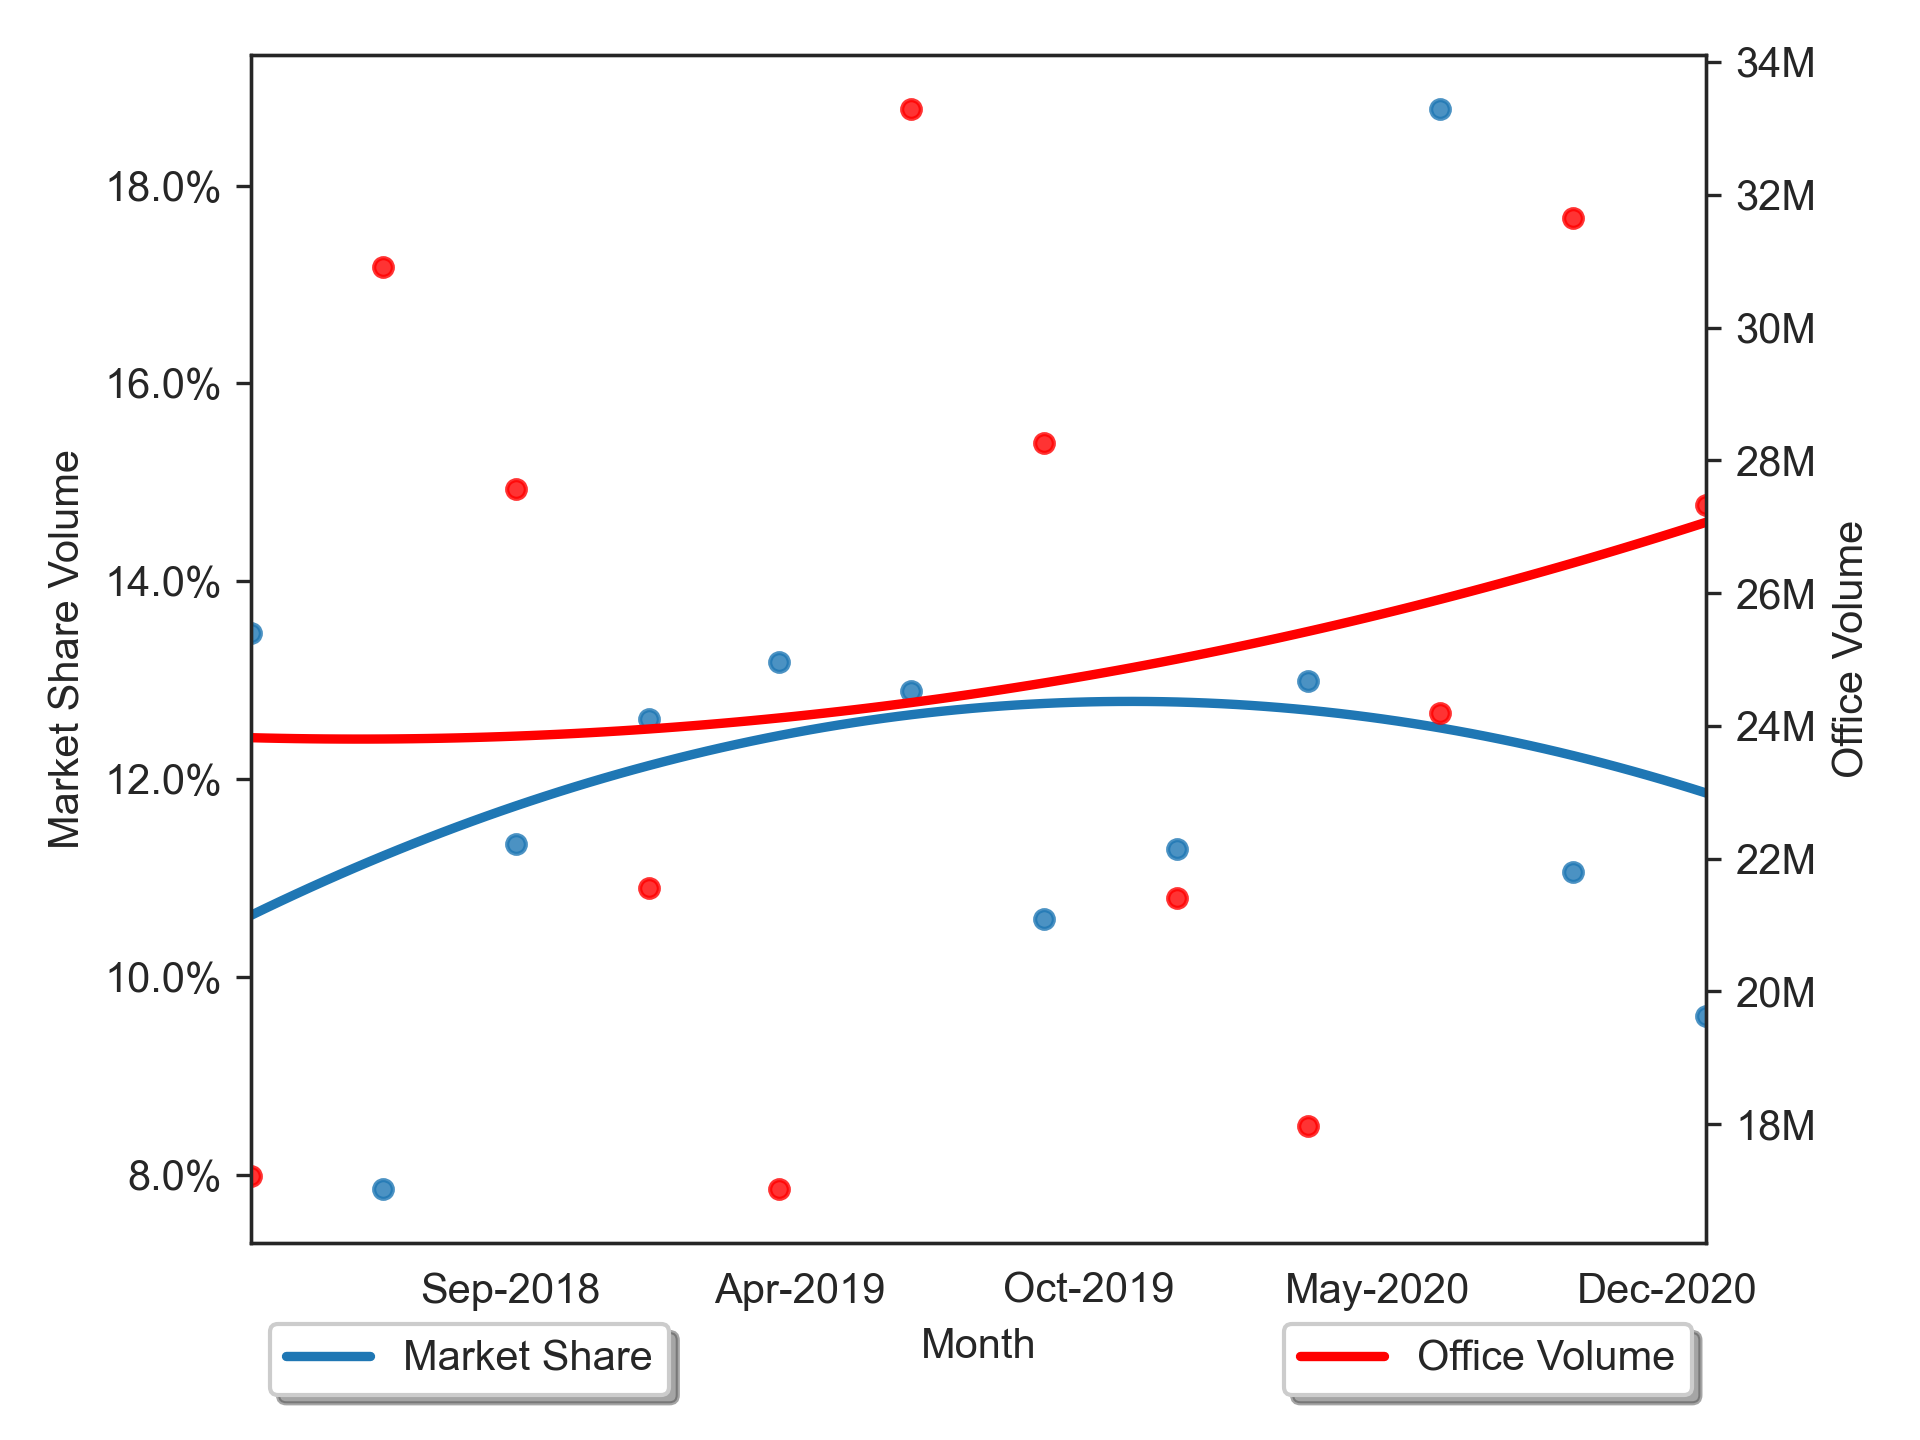 34M
18.0%
32M
30M
16.0%
28M
14.0%
26M
Market Share Volume
Office Volume
24M
12.0%
22M
10.0%
20M
18M
8.0%
Sep-2018 Apr-2019 Oct-2019 May-2020 Dec-2020
Month
Market Share
Office Volume